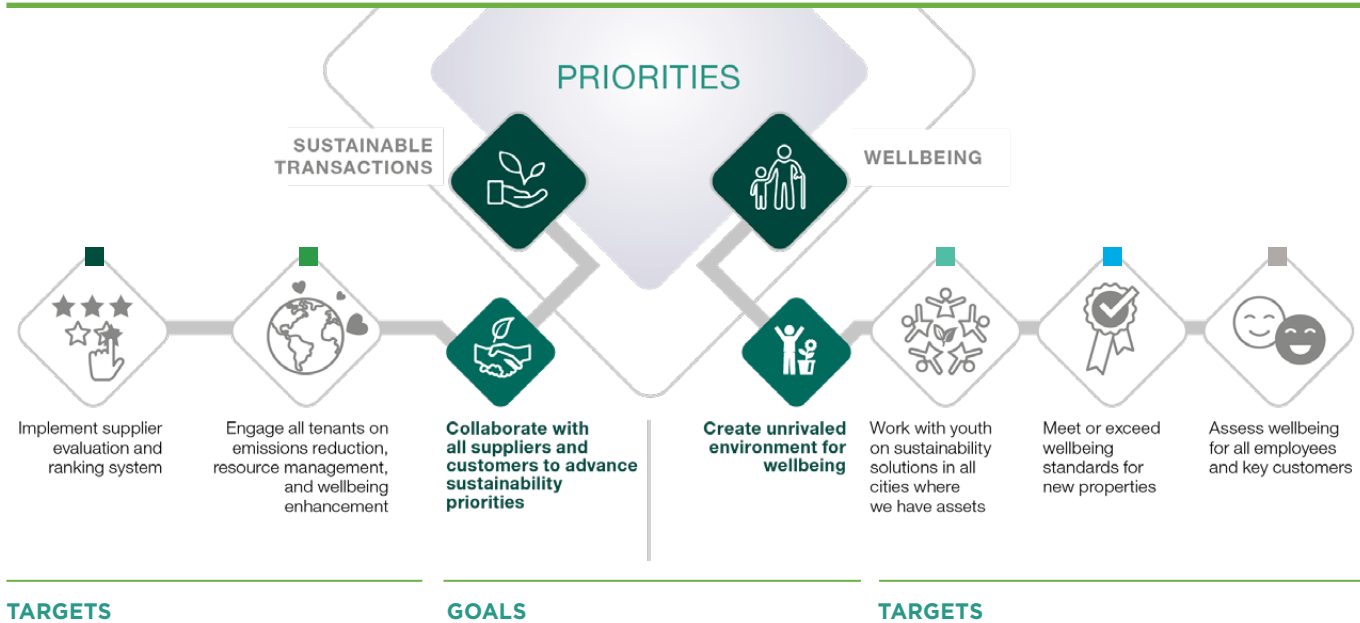 PRIORITIES
SUSTAINABLE
TRANSACTIONS
WELLBEING
Implement supplier
evaluation and
ranking system
Engage all tenants on
emissions reduction,
resource management,
and wellbeing
enhancement
Collaborate with
all suppliers and
customers to advance
sustainability
priorities
Create unrivaled
environment for
wellbeing
Work with youth
on sustainability
solutions in all
cities where
we have assets
Meet or exceed
wellbeing
standards for
new properties
Assess wellbeing
for all employees
and key customers
TARGETS
GOALS
TARGETS